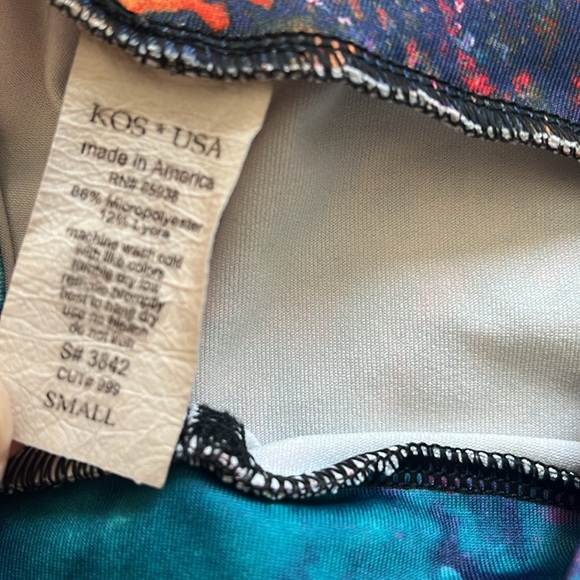 KOS * USA
made in America
RN# 85938
86% Micropolyester
12% Lycra
machine wash cold
with like colors
tumble dry low
remove promptly
best to hang dry
use no bleach
do not iron
S# 3842
CUT# 999
SMALL